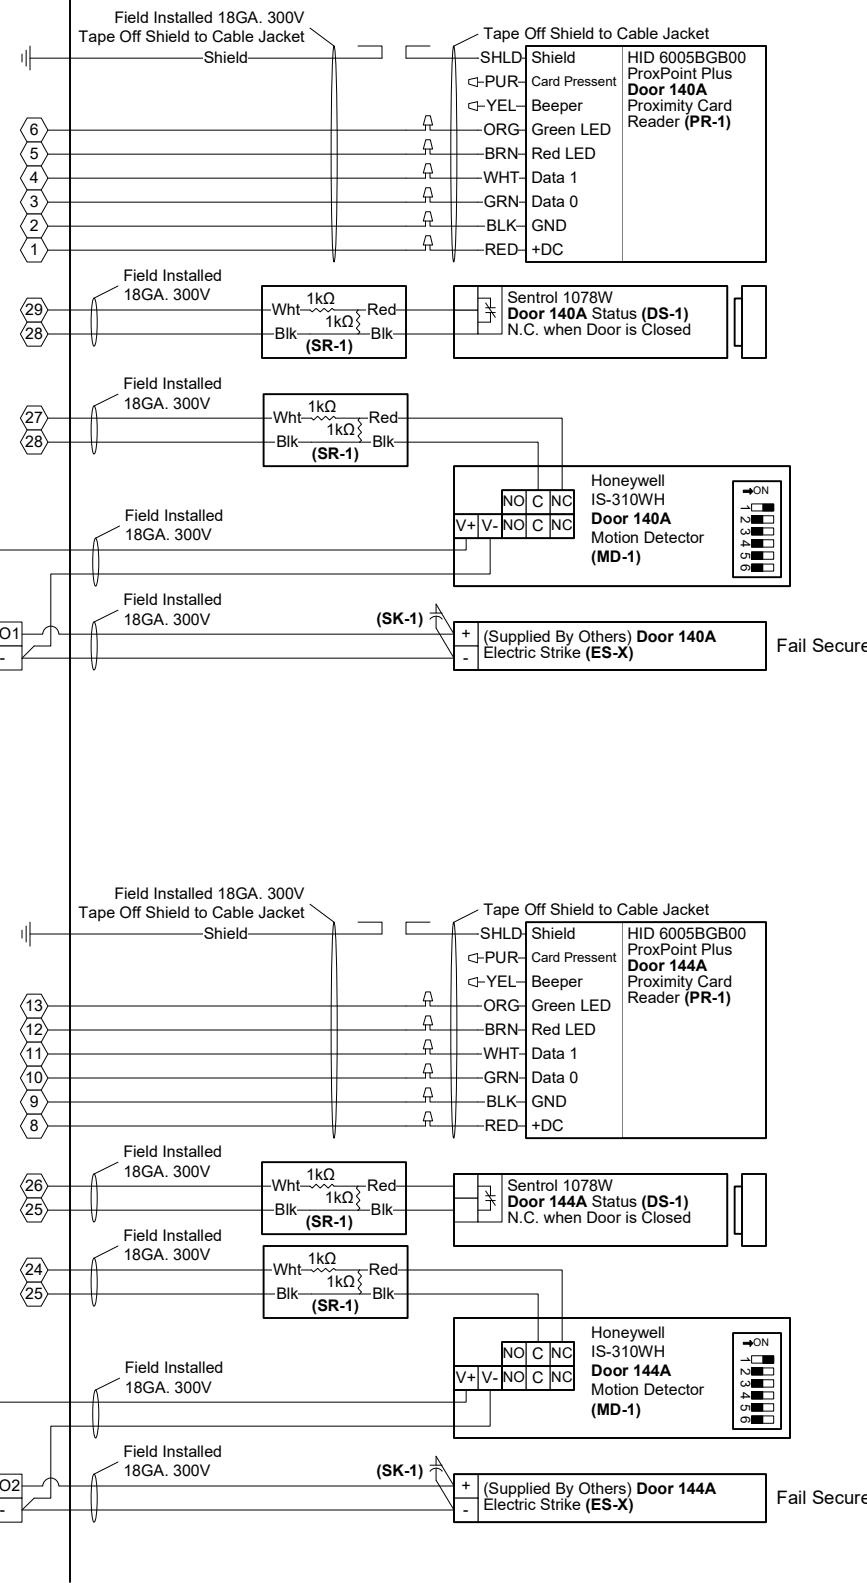 Field Installed 18GA. 300V
Tape Off Shield to Cable Jacket
Shield
Tape Off Shield to Cable Jacket
SHLD Shield
PUR Card Pressent
YEL Beeper
6 ORG Green LED
5 BRN Red LED
4 WHT Data 1
3 GRN Data 0
2 BLK GND
1 RED +DC
HID 6005BGB00
ProxPoint Plus
Door 140A
Proximity Card
Reader (PR-1)
Field Installed
18GA. 300V
29
28
Wht 1kΩ Red
1kΩ
Blk Blk
(SR-1)
Sentrol 1078W
Door 140A Status (DS-1)
N.C. when Door is Closed
Field Installed
18GA. 300V
27
28
Wht 1kΩ Red
1kΩ
Blk Blk
(SR-1)
Field Installed
18GA. 300V
NO C NC
V+ V- NO C NC
Honeywell
IS-310WH
Door 140A
Motion Detector
(MD-1)
ON
1
2
3
4
5
6
Field Installed
18GA. 300V
O1
-
(SK-1)
+
-
(Supplied By Others) Door 140A
Electric Strike (ES-X)
Fail Secure
Field Installed 18GA. 300V
Tape Off Shield to Cable Jacket
Shield
Tape Off Shield to Cable Jacket
SHLD Shield
PUR Card Pressent
YEL Beeper
13 ORG Green LED
12 BRN Red LED
11 WHT Data 1
10 GRN Data 0
9 BLK GND
8 RED +DC
HID 6005BGB00
ProxPoint Plus
Door 144A
Proximity Card
Reader (PR-1)
Field Installed
18GA. 300V
26
25
Wht 1kΩ Red
1kΩ
Blk Blk
(SR-1)
Sentrol 1078W
Door 144A Status (DS-1)
N.C. when Door is Closed
Field Installed
18GA. 300V
24
25
Wht 1kΩ Red
1kΩ
Blk Blk
(SR-1)
Field Installed
18GA. 300V
NO C NC
V+ V- NO C NC
Honeywell
IS-310WH
Door 144A
Motion Detector
(MD-1)
ON
1
2
3
4
5
6
Field Installed
18GA. 300V
O2
-
(SK-1)
+
-
(Supplied By Others) Door 144A
Electric Strike (ES-X)
Fail Secure